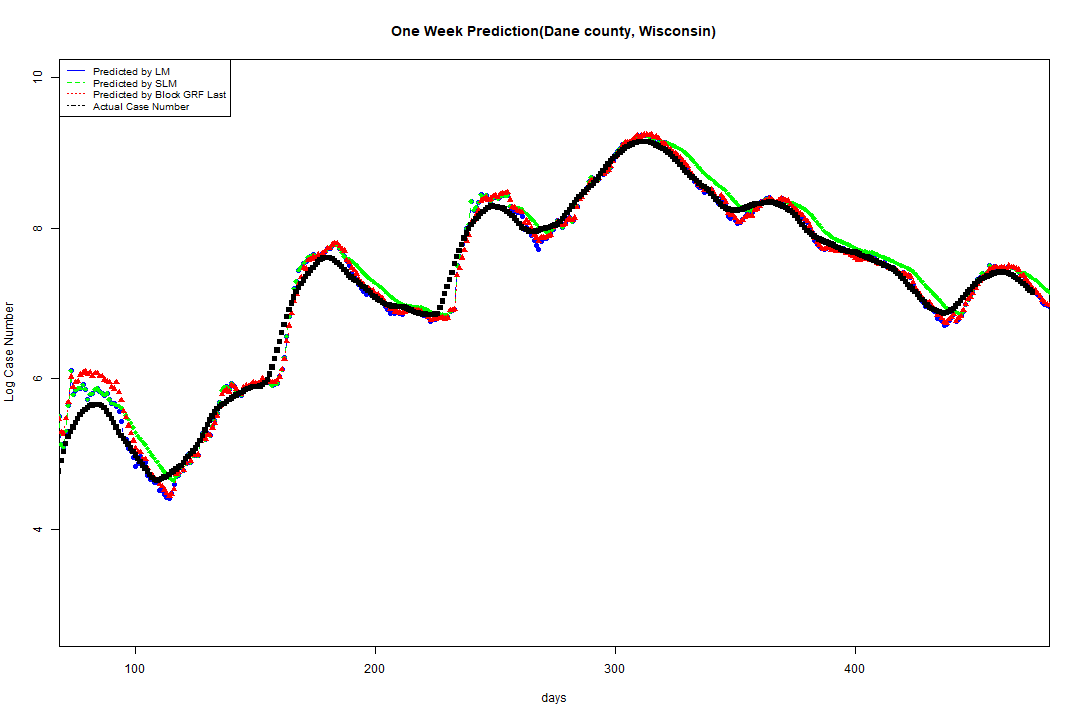 One Week Prediction(Dane county, Wisconsin)
Predicted by LM
Predicted by SLM
Predicted by Block GRF Last
Actual Case Number
10
8
6
4
Log Case Number
100 200 300 400
days